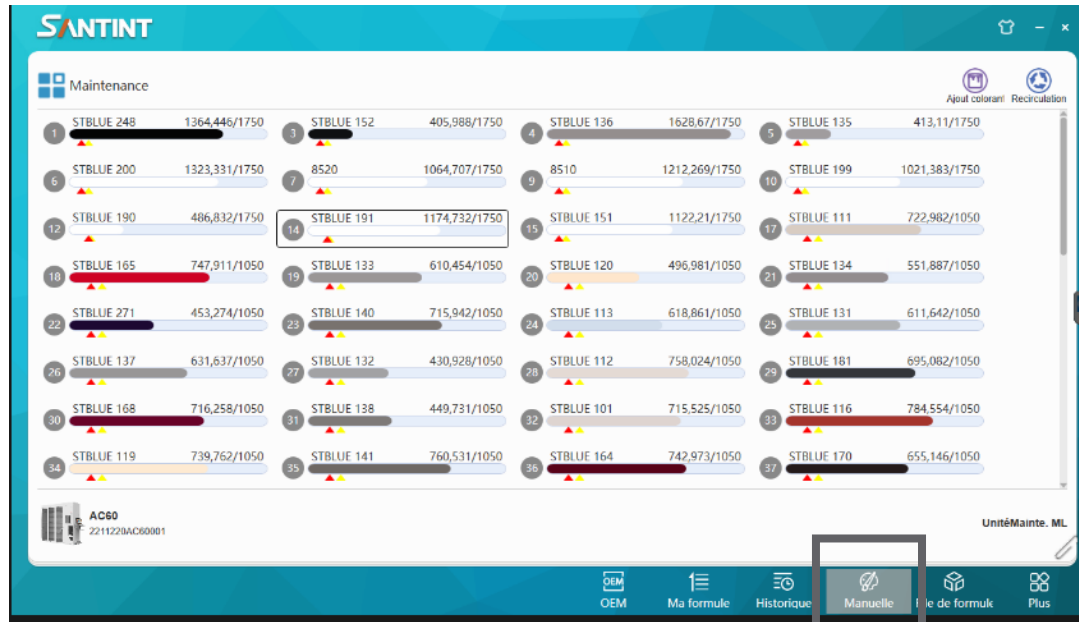 SANTINT
Maintenance
Ajout colorant Recirculation
1 STBLUE 248 1364,446/1750 3 STBLUE 152 405,988/1750 4 STBLUE 136 1628,67/1750 5 STBLUE 135 413,11/1750
6 STBLUE 200 1323,331/1750 7 8520 1064,707/1750 9 8510 1212,269/1750 10 STBLUE 199 1021,383/1750
12 STBLUE 190 486,832/1750 14 STBLUE 191 1174,732/1750 15 STBLUE 151 1122,21/1750 17 STBLUE 111 722,982/1050
18 STBLUE 165 747,911/1050 19 STBLUE 133 610,454/1050 20 STBLUE 120 496,981/1050 21 STBLUE 134 551,887/1050
22 STBLUE 271 453,274/1050 23 STBLUE 140 715,942/1050 24 STBLUE 113 618,861/1050 25 STBLUE 131 611,642/1050
26 STBLUE 137 631,637/1050 27 STBLUE 132 430,928/1050 28 STBLUE 112 758,024/1050 29 STBLUE 181 695,082/1050
30 STBLUE 168 716,258/1050 31 STBLUE 138 449,731/1050 32 STBLUE 101 715,525/1050 33 STBLUE 116 784,554/1050
34 STBLUE 119 739,762/1050 35 STBLUE 141 760,531/1050 36 STBLUE 164 742,973/1050 37 STBLUE 170 655,146/1050
AC60
2211220AC60001
UnitéMainte. ML
OEM
OEM Ma formule Historique Manuelle de formule Plus